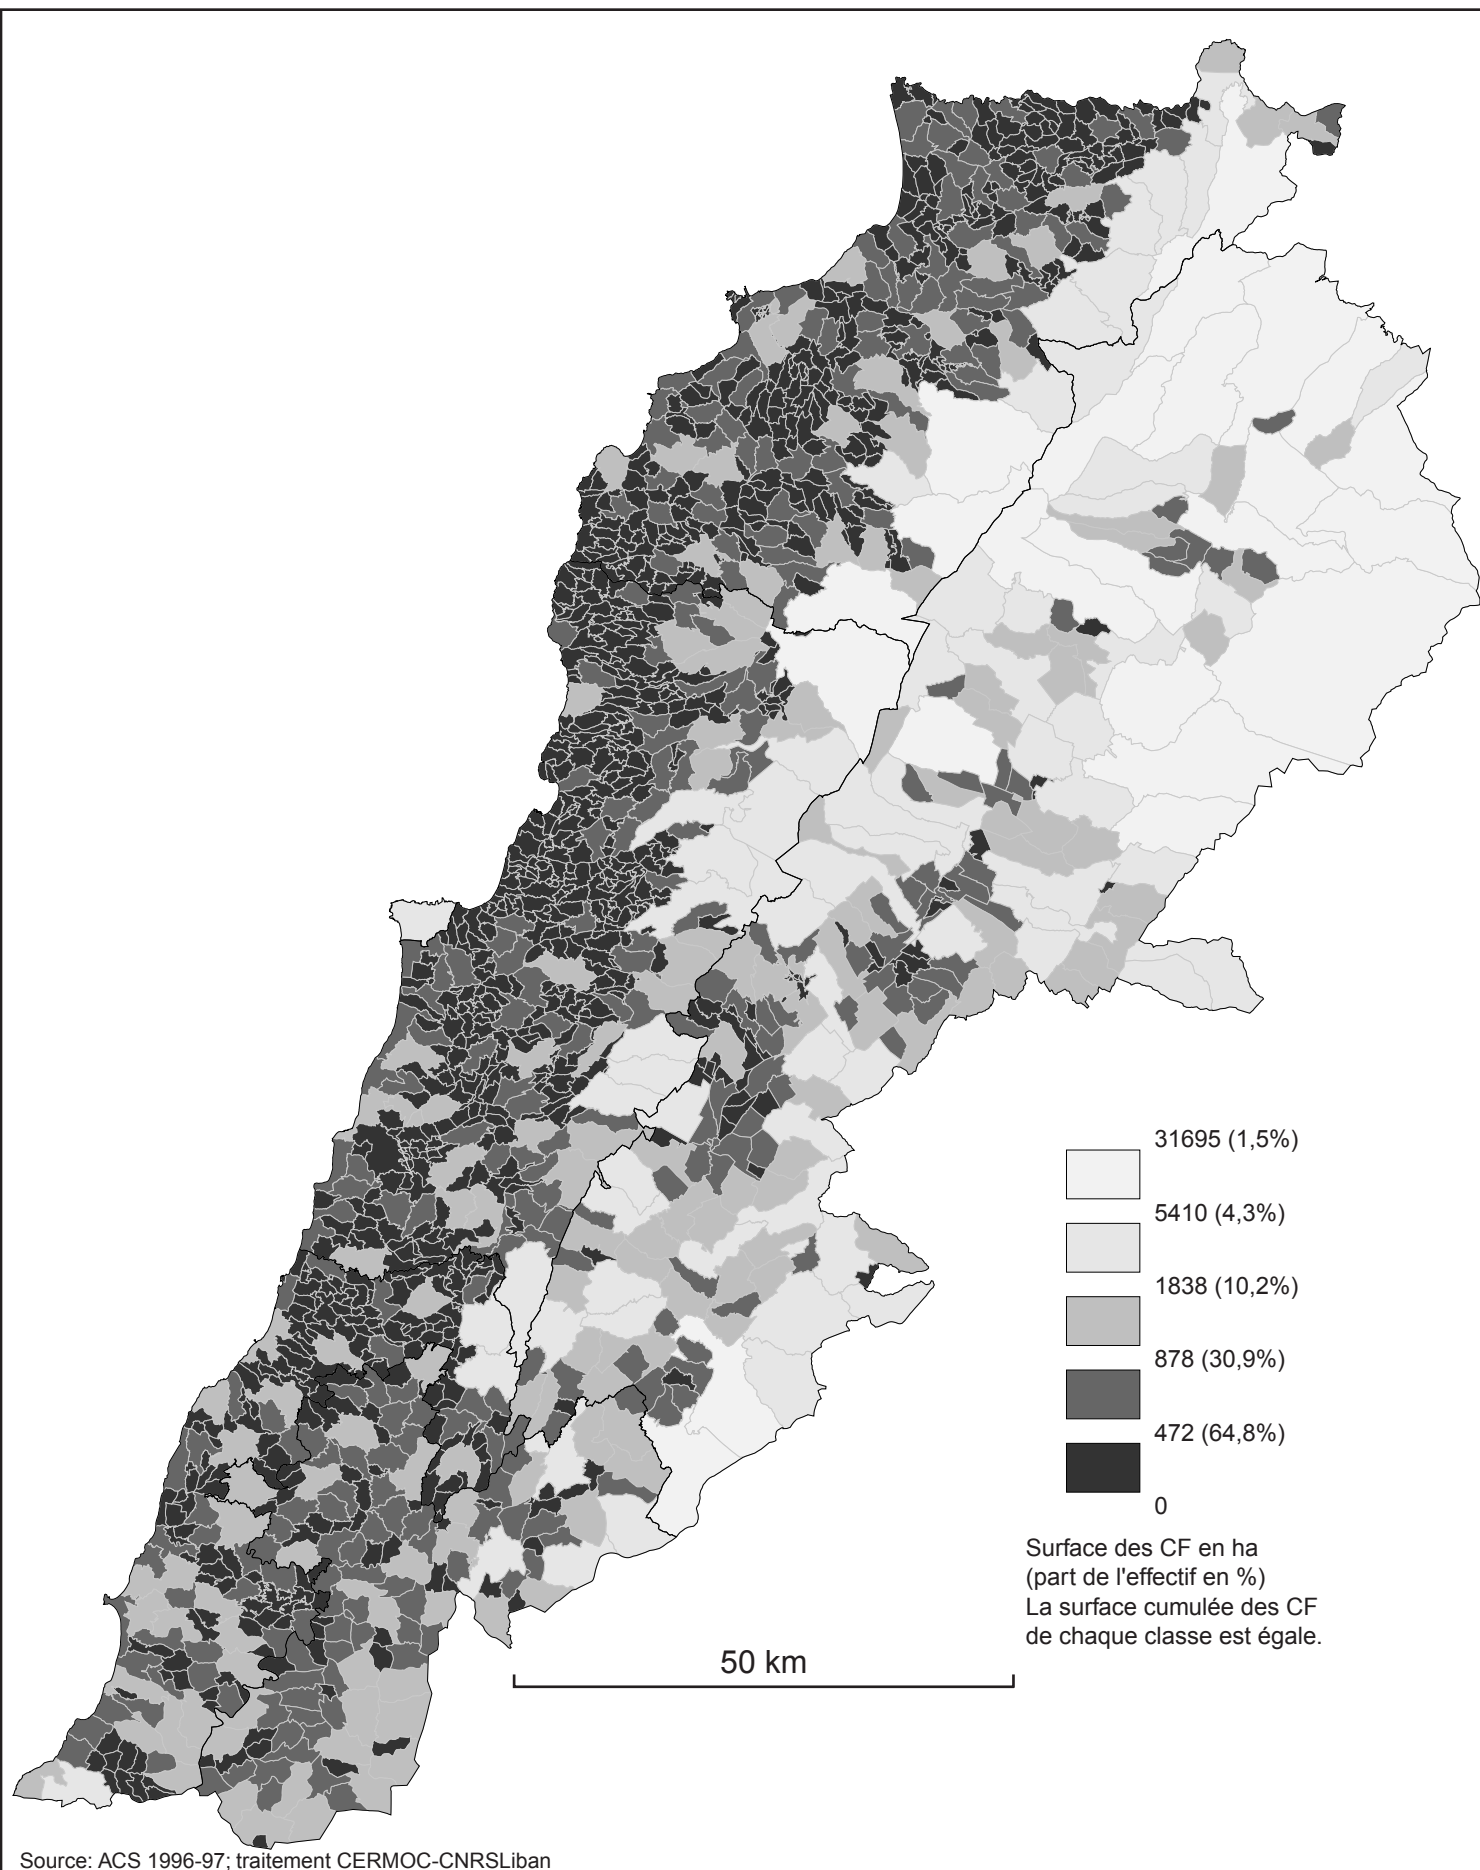 31695 (1,5%)
5410 (4,3%)
1838 (10,2%)
878 (30,9%)
472 (64,8%)
0
Surface des CF en ha
(part de l'effectif en %)
La surface cumulée des CF
de chaque classe est égale.
50 km
Source: ACS 1996-97; traitement CERMOC-CNRSLiban